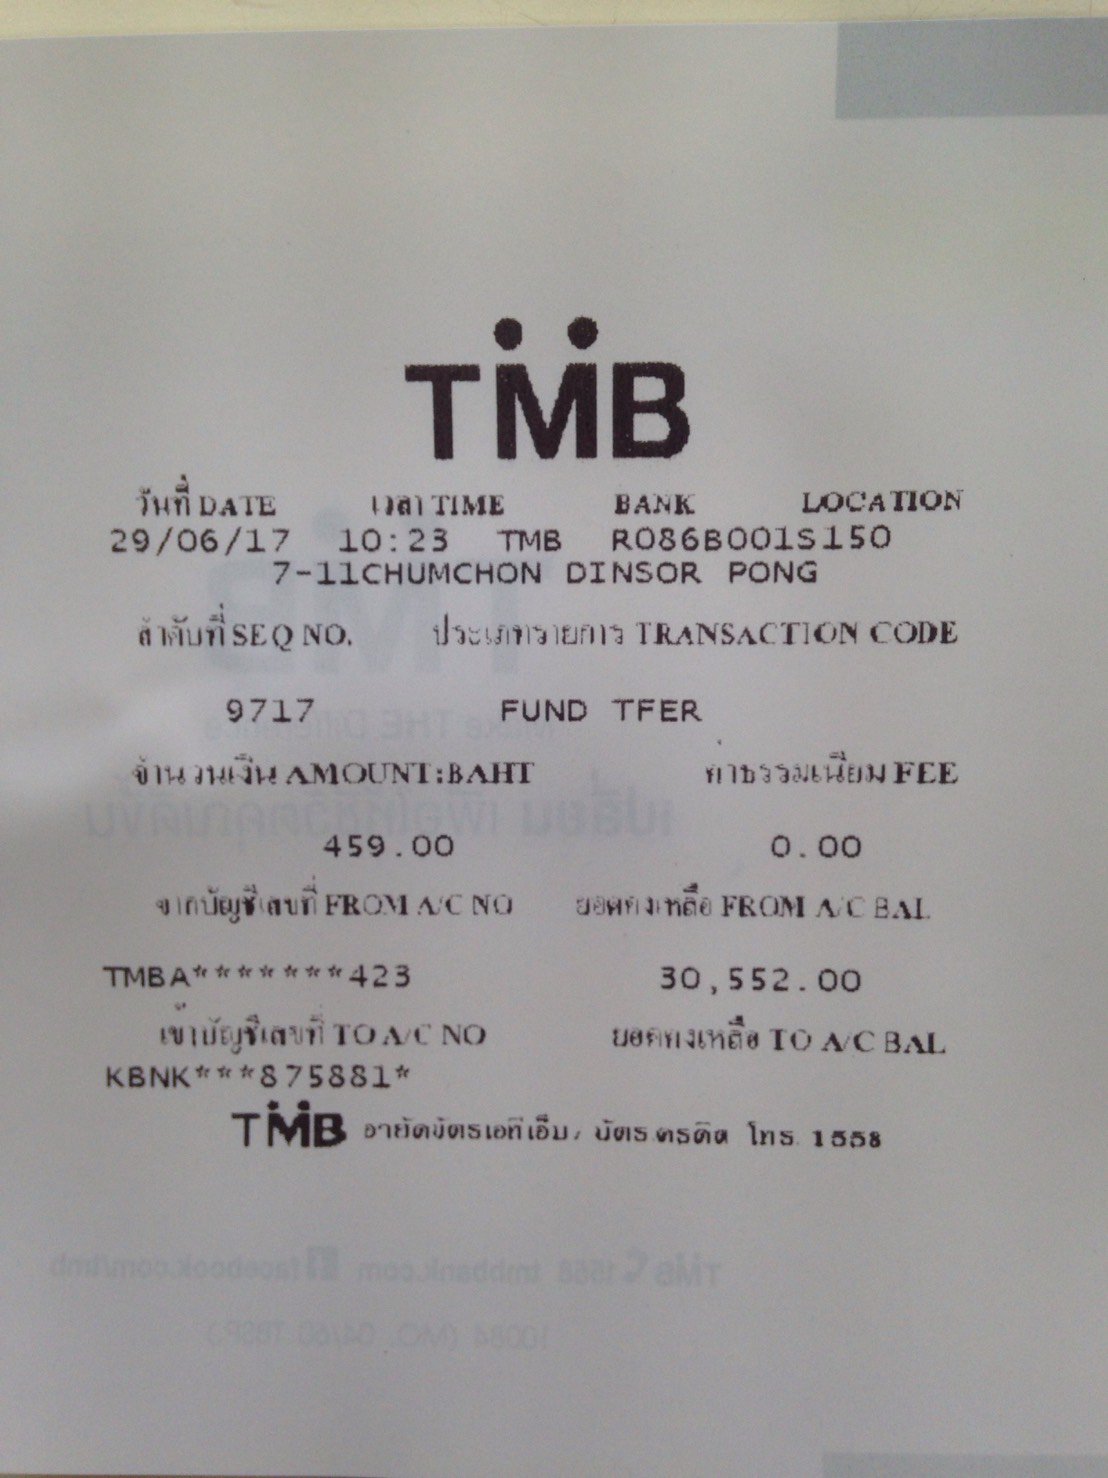 TMB
วันที่ DATE เวลา TIME BANK LOCATION
29/06/17 10:23 TMB R086B001S150
7-11CHUMCHON DINSOR PONG
ลำดับที่ SEQ NO. ประเภทรายการ TRANSACTION CODE
9717 FUND TFER
จำนวนเงิน AMOUNT:BAHT ค่าธรรมเนียม FEE
459.00 0.00
จากบัญชีเลขที่ FROM A/C NO ยอดคงเหลือ FROM A/C BAL
TMBA*******423 30,552.00
เข้าบัญชีเลขที่ TO A/C NO ยอดคงเหลือ TO A/C BAL
KBNK***875881*
TMB อายัดบัตรเอทีเอ็ม, บัตรเครดิต โทร 1558